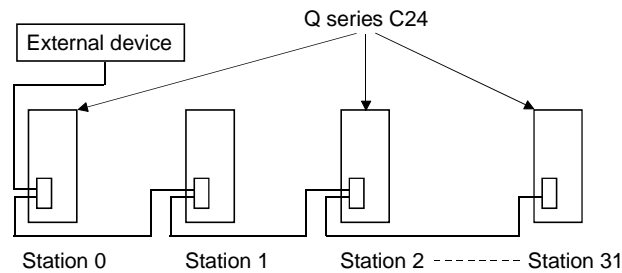 Q series C24
External device
Station 0 Station 1 Station 2 Station 31